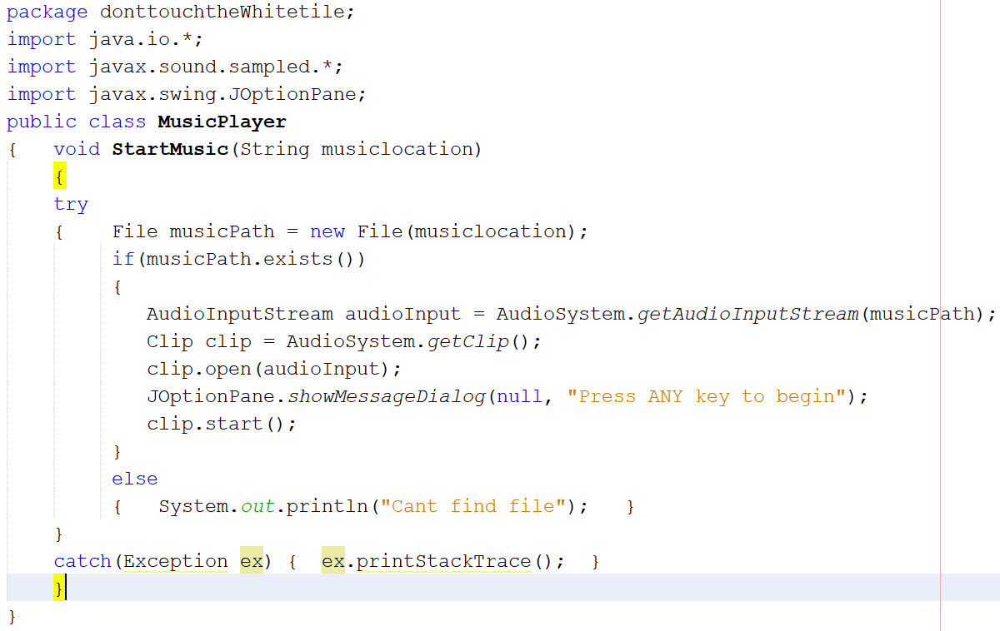 package donttouchtheWhitetile;
import java.io.*;
import javax.sound.sampled.*;
import javax.swing.JOptionPane;
public class MusicPlayer
{   void StartMusic(String musiclocation)
    {
    try
    {    File musicPath = new File(musiclocation);
         if(musicPath.exists())
         {
            AudioInputStream audioInput = AudioSystem.getAudioInputStream(musicPath);
            Clip clip = AudioSystem.getClip();
            clip.open(audioInput);
            JOptionPane.showMessageDialog(null, "Press ANY key to begin");
            clip.start();
         }
         else
         {   System.out.println("Cant find file");   }
    }
    catch(Exception ex) {  ex.printStackTrace();  }
    }
}